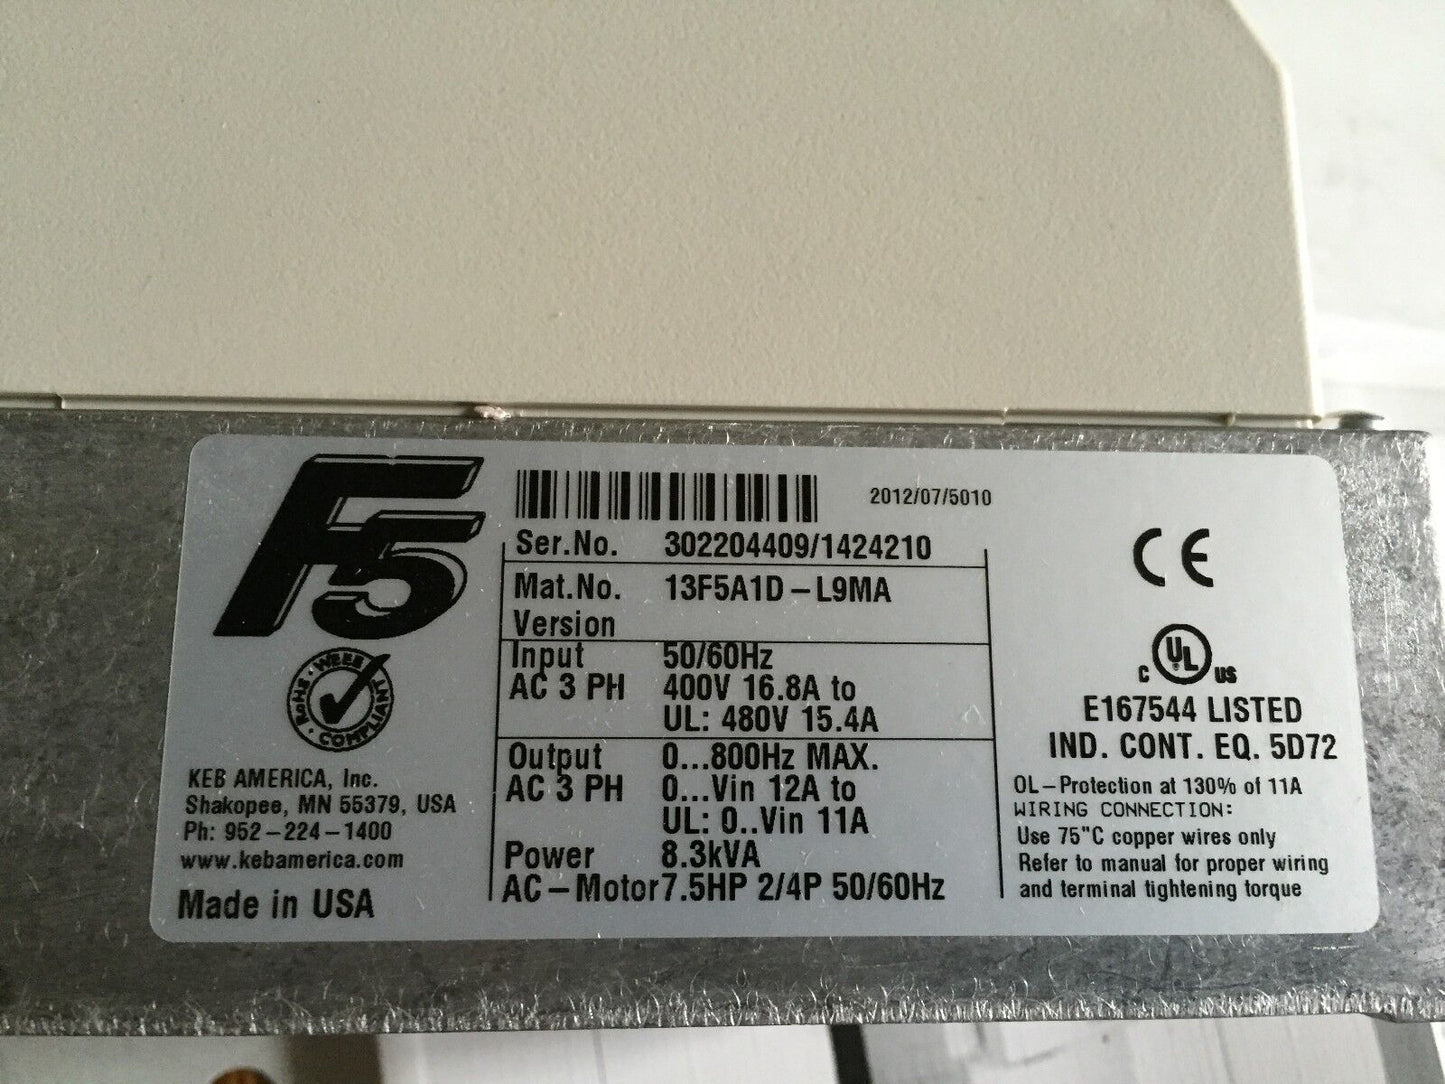 F5
2012/07/5010
Ser.No. 302204409/1424210
Mat.No. 13F5A1D-L9MA
Version
Input 50/60Hz
AC 3 PH 400V 16.8A to
UL: 480V 15.4A
Output 0...800Hz MAX.
AC 3 PH 0...Vin 12A to
UL: 0..Vin 11A
Power 8.3kVA
AC-Motor 7.5HP 2/4P 50/60Hz
RoHS · WEEE · COMPLIANT
KEB AMERICA, Inc.
Shakopee, MN 55379, USA
Ph: 952-224-1400
www.kebamerica.com
Made in USA
CE
C UL US
E167544 LISTED
IND. CONT. EQ. 5D72
OL-Protection at 130% of 11A
WIRING CONNECTION:
Use 75"C copper wires only
Refer to manual for proper wiring
and terminal tightening torque